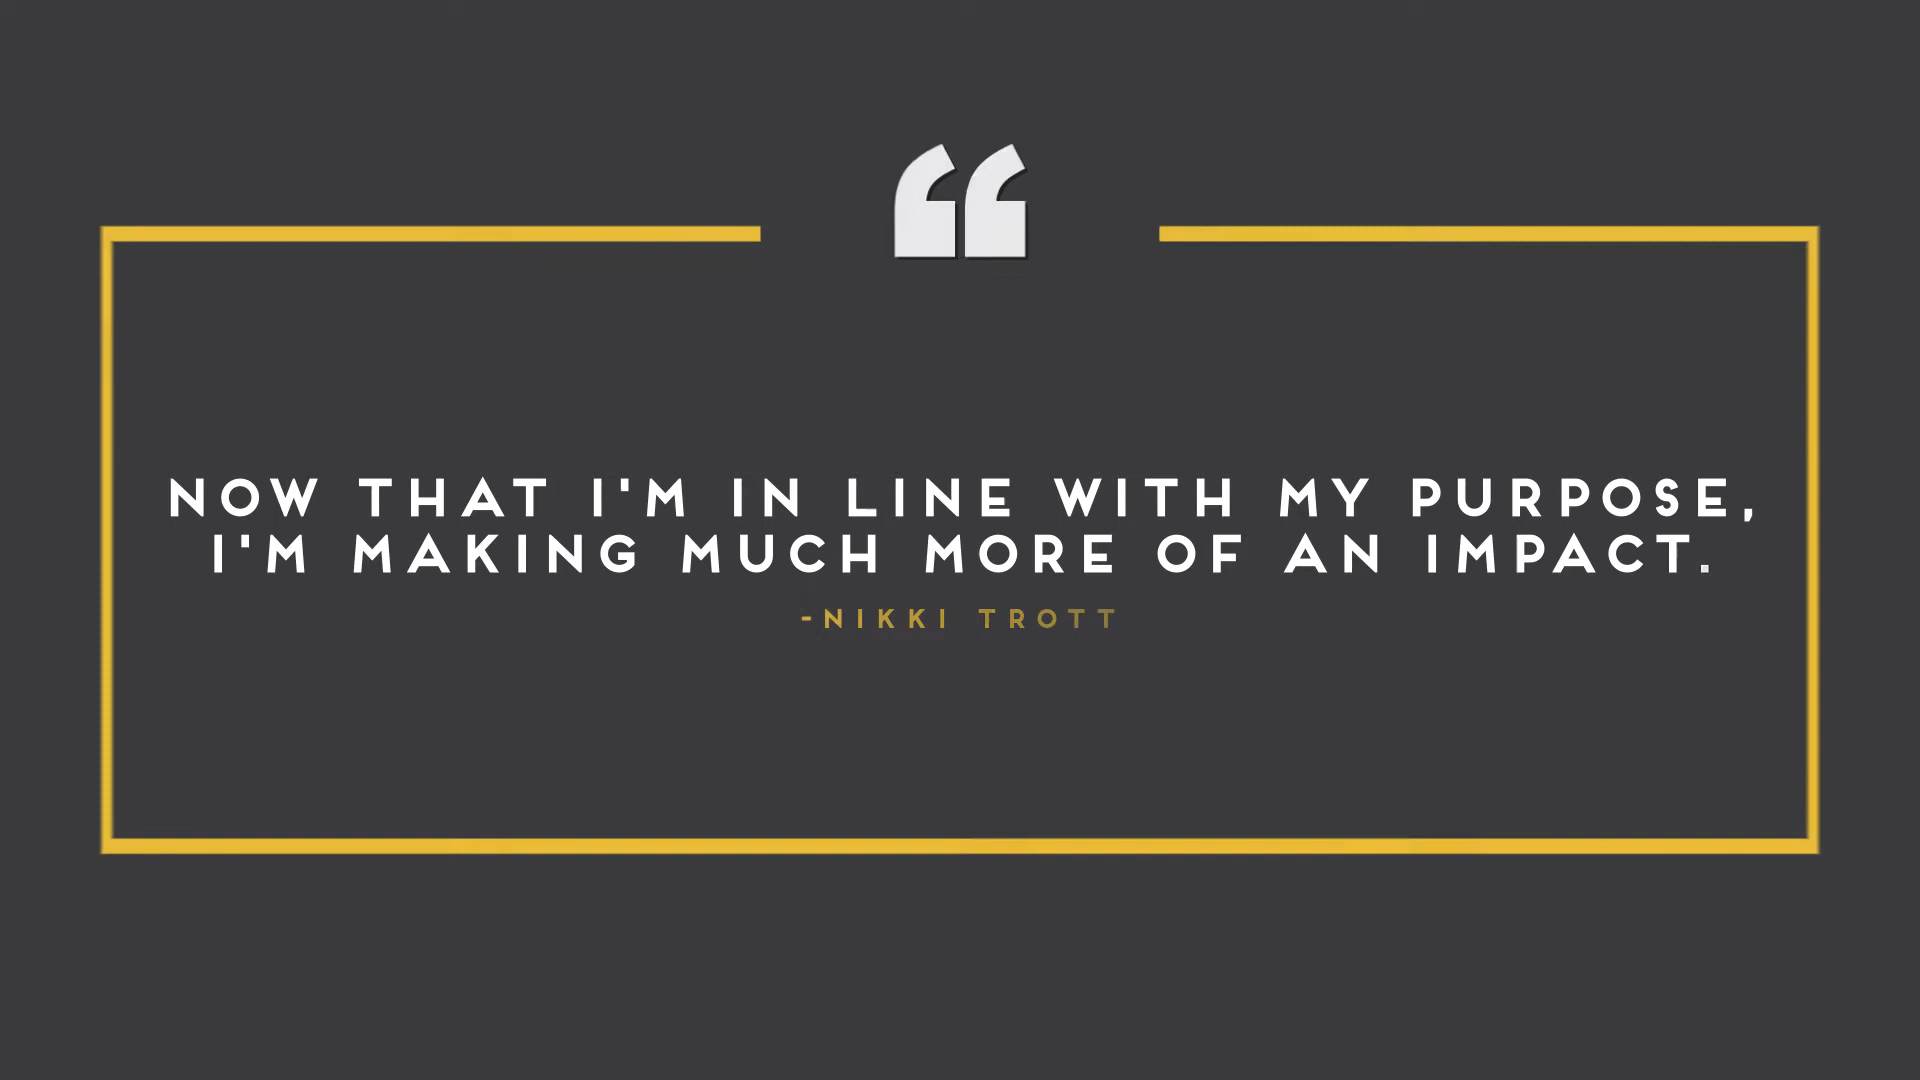 “
NOW THAT I'M IN LINE WITH MY PURPOSE,
I'M MAKING MUCH MORE OF AN IMPACT.
-NIKKI TROTT